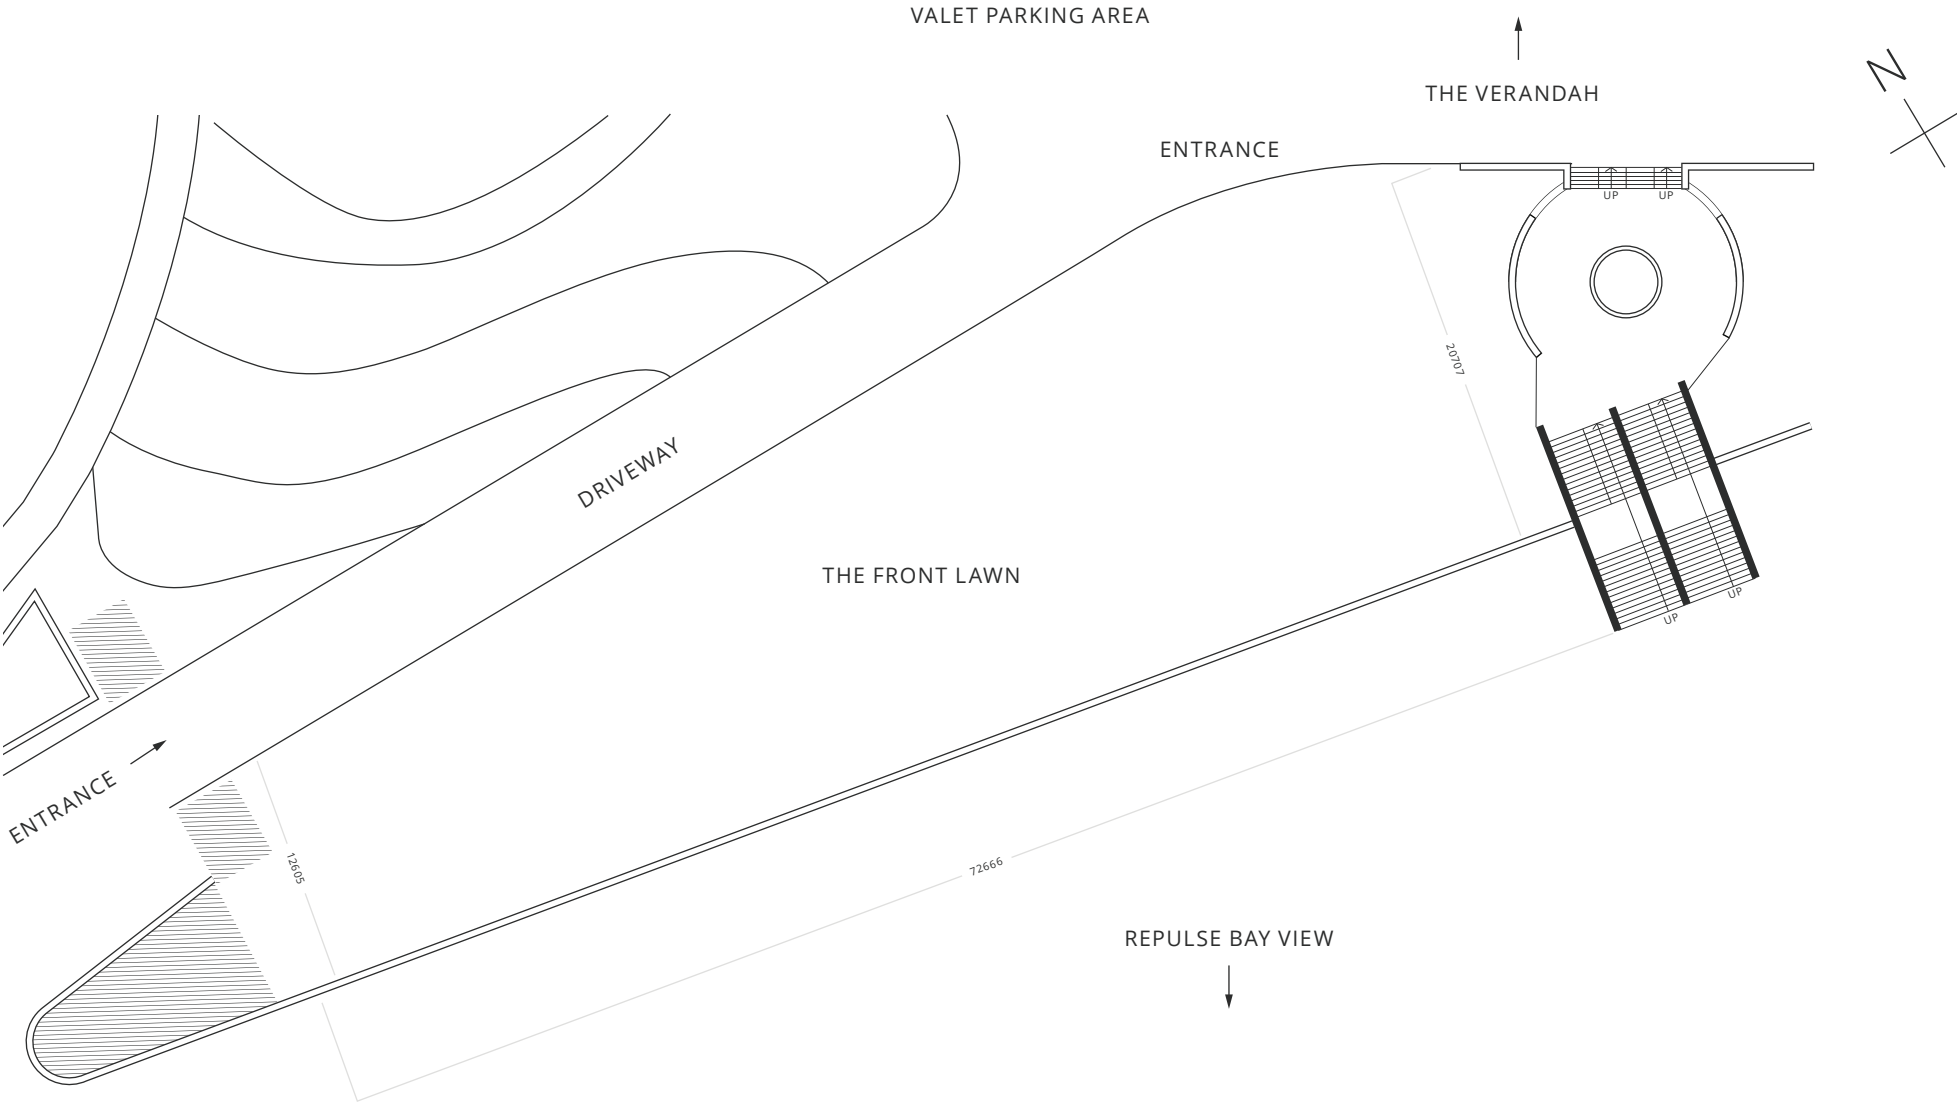 VALET PARKING AREA
N
THE VERANDAH
ENTRANCE
UP UP
20707
DRIVEWAY
THE FRONT LAWN
UP
UP
ENTRANCE
12605
72666
REPULSE BAY VIEW